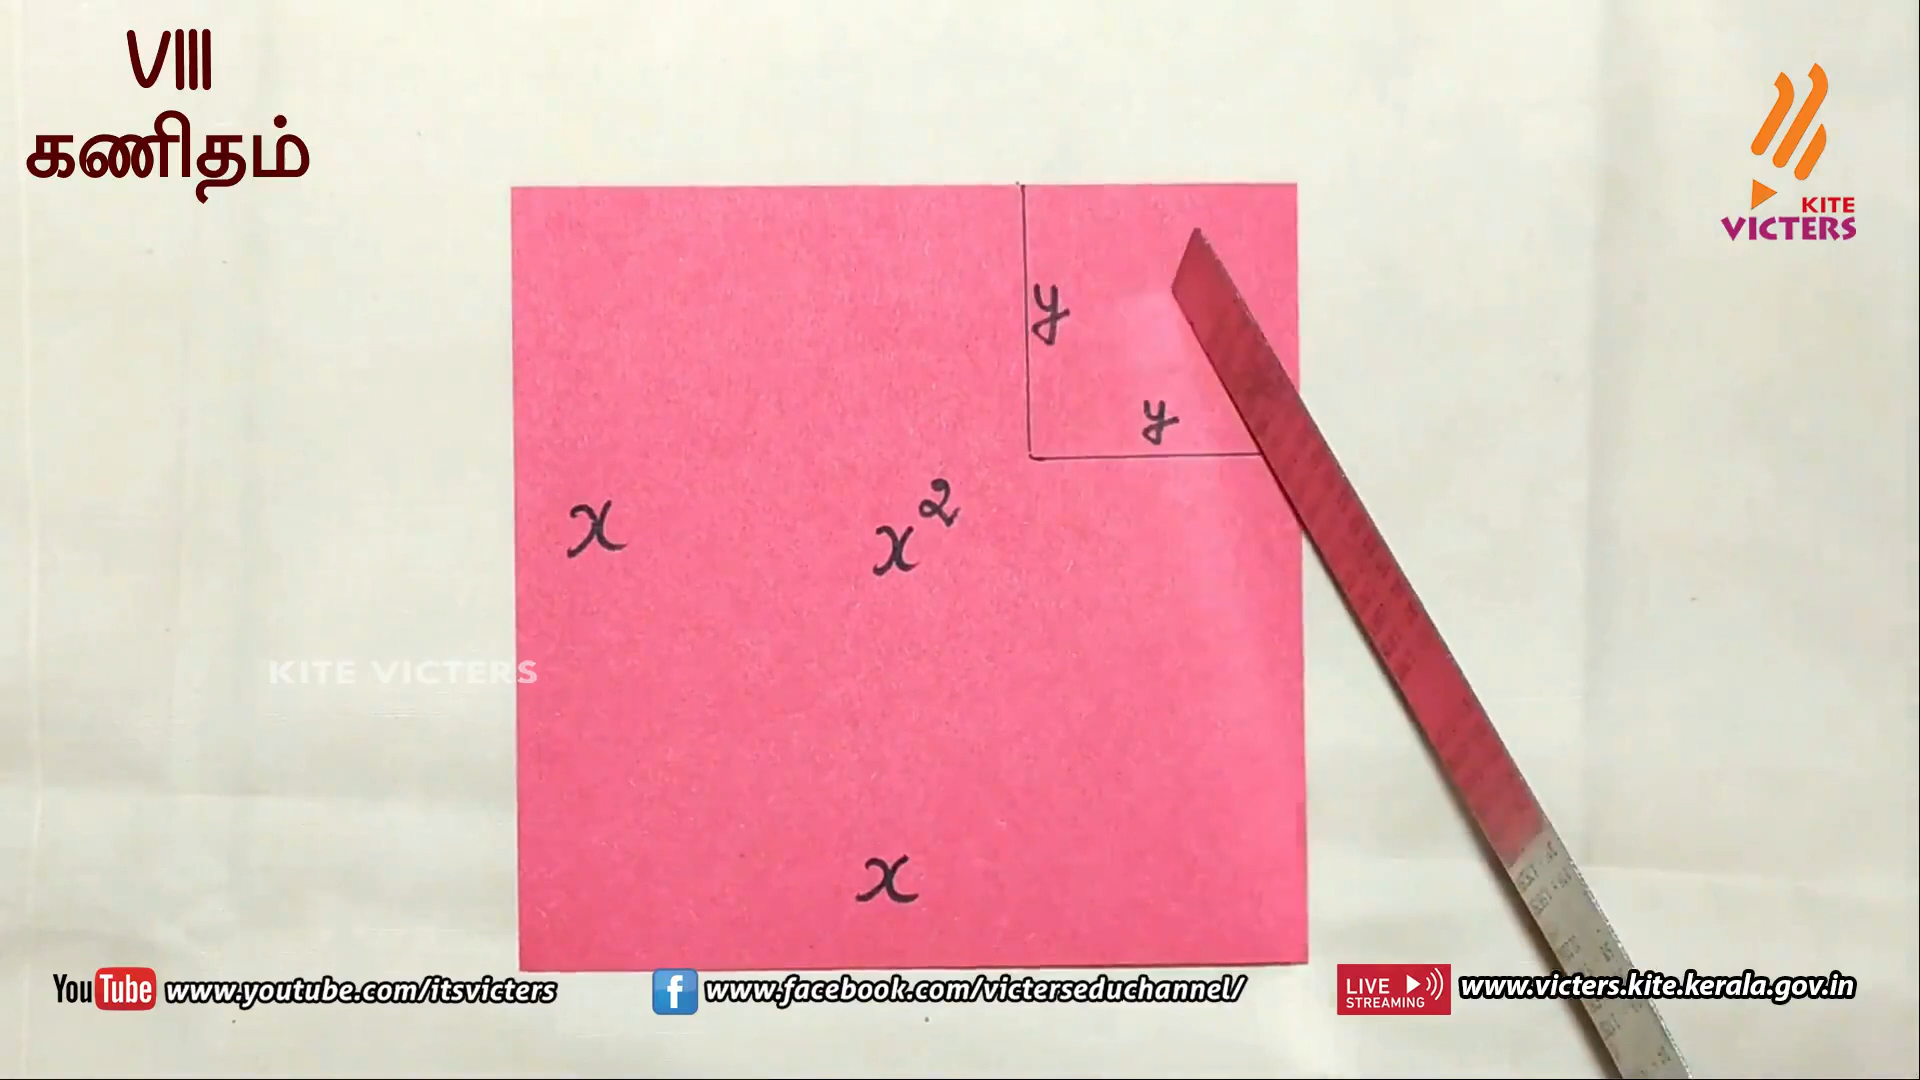 VIII
கணிதம்
KITE
VICTERS
y
y
x
x²
KITE VICTERS
x
YouTube www.youtube.com/itsvicters
f www.facebook.com/victerseduchannel/
LIVE STREAMING
www.victers.kite.kerala.gov.in